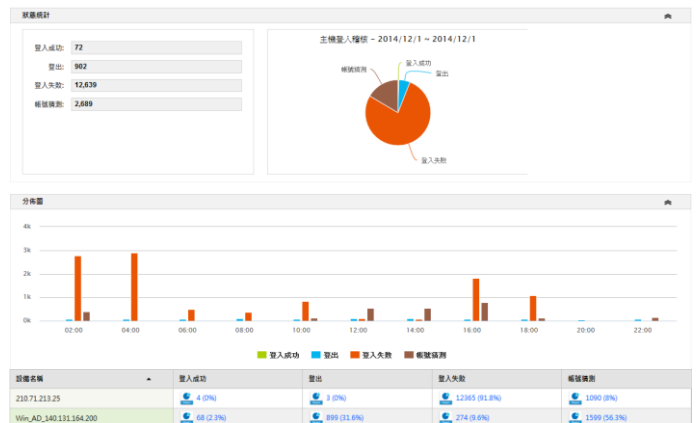 狀態統計
登入成功: 72
登出: 902
登入失敗: 12,639
帳號猜測: 2,689
主機登入稽核 - 2014/12/1 ~ 2014/12/1
登入成功
登出
帳號猜測
登入失敗
分佈圖
4k
3k
2k
1k
0k
02:00 04:00 06:00 08:00 10:00 12:00 14:00 16:00 18:00 20:00 22:00
登入成功 登出 登入失敗 帳號猜測
設備名稱 登入成功 登出 登入失敗 帳號猜測
210.71.213.25 4 (0%) 3 (0%) 12365 (91.8%) 1090 (8%)
Win_AD_140.131.164.200 68 (2.3%) 899 (31.6%) 274 (9.6%) 1599 (56.3%)